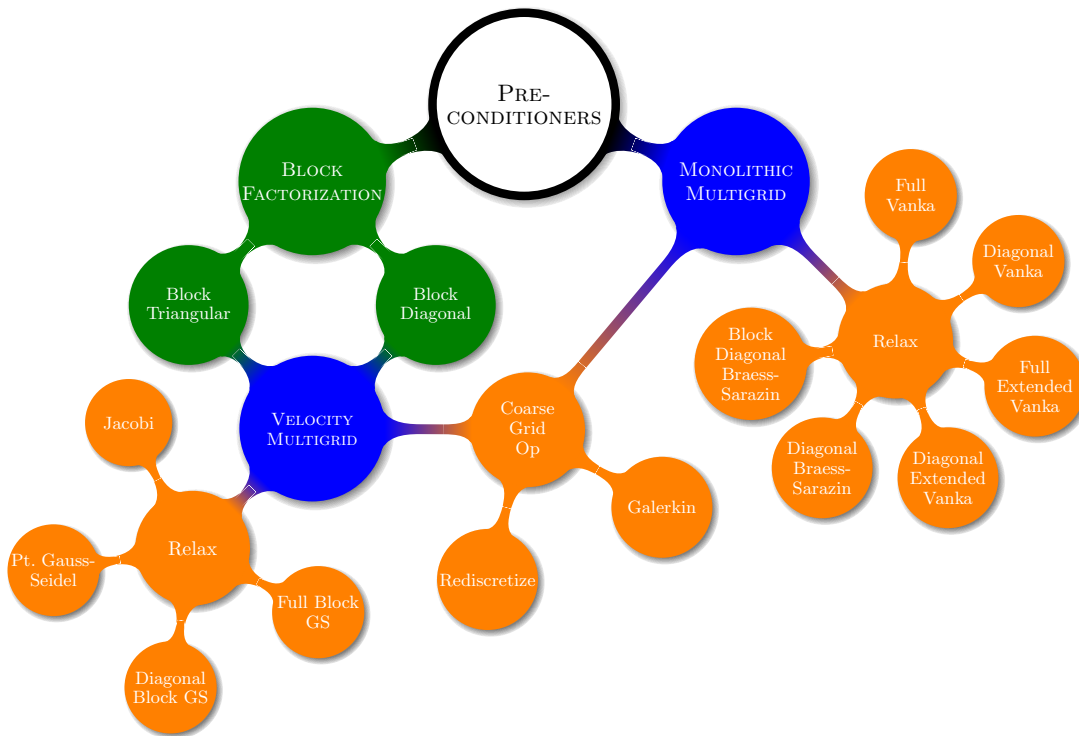 Pre-
conditioners
Block
Factorization
Monolithic
Multigrid
Full
Vanka
Diagonal
Vanka
Block
Triangular
Block
Diagonal
Relax
Block
Diagonal
Braess-
Sarazin
Full
Extended
Vanka
Diagonal
Braess-
Sarazin
Diagonal
Extended
Vanka
Velocity
Multigrid
Coarse
Grid
Op
Jacobi
Galerkin
Relax
Rediscretize
Pt. Gauss-
Seidel
Full Block
GS
Diagonal
Block GS